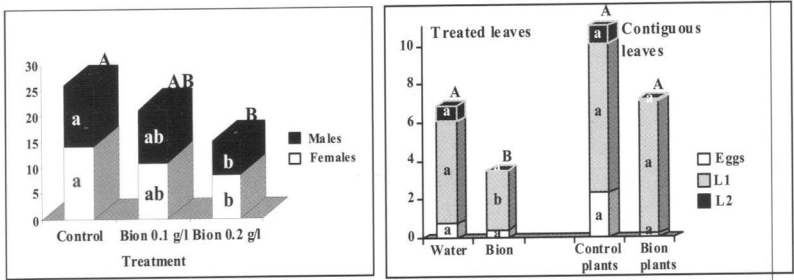 30
25
20
15
10
5
0
A
AB
B
a
ab
b
a
ab
b
Males
Females
Control Bion 0.1 g/l Bion 0.2 g/l
Treatment
Treated leaves
Contiguous
leaves
10
8
6
4
2
0
A
B
A
A
a
a
a
a
a
b
a
a
a
a
a
a
Eggs
L1
L2
Water Bion Control Bion
plants plants